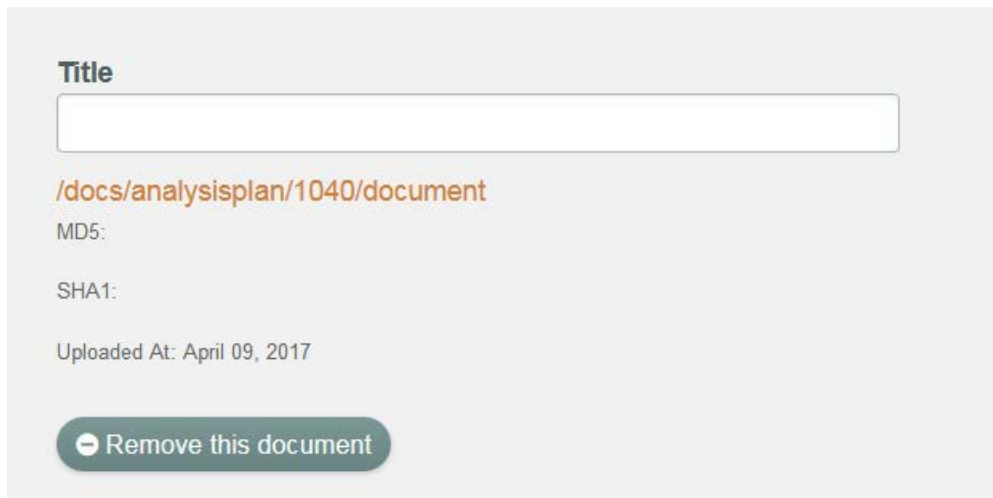 Title
/docs/analysisplan/1040/document
MD5:
SHA1:
Uploaded At: April 09, 2017
Remove this document